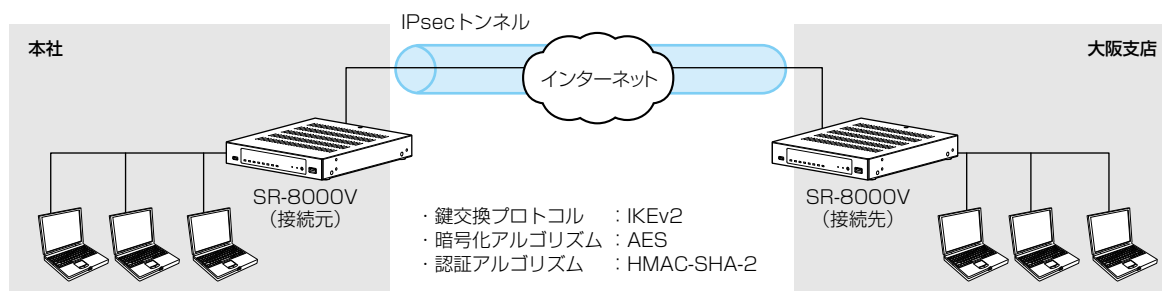 IPsecトンネル
本社
大阪支店
インターネット
SR-8000V
（接続元）
SR-8000V
（接続先）
・鍵交換プロトコル　：IKEv2
・暗号化アルゴリズム：AES
・認証アルゴリズム　：HMAC-SHA-2